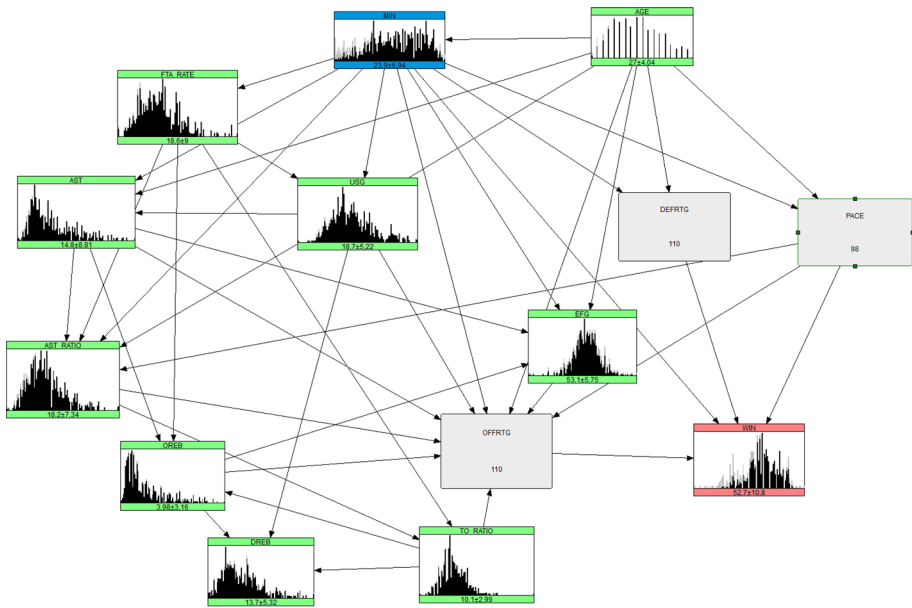 MIN
23.9±6.94
AGE
27±4.04
FTA_RATE
18.5±9
AST
14.8±8.81
USG
18.7±5.22
DEFRTG
110
PACE
98
AST_RATIO
18.2±7.34
EFG
53.1±5.75
OREB
3.98±3.16
OFFRTG
110
WIN
52.7±10.8
DREB
13.7±5.32
TO_RATIO
10.1±2.99